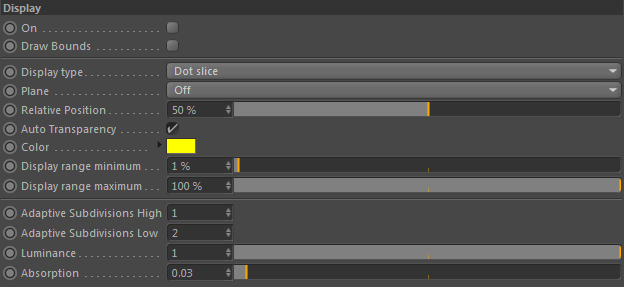 Display
On
Draw Bounds
Display type Dot slice
Plane Off
Relative Position 50 %
Auto Transparency
Color
Display range minimum 1 %
Display range maximum 100 %
Adaptive Subdivisions High 1
Adaptive Subdivisions Low 2
Luminance 1
Absorption 0.03